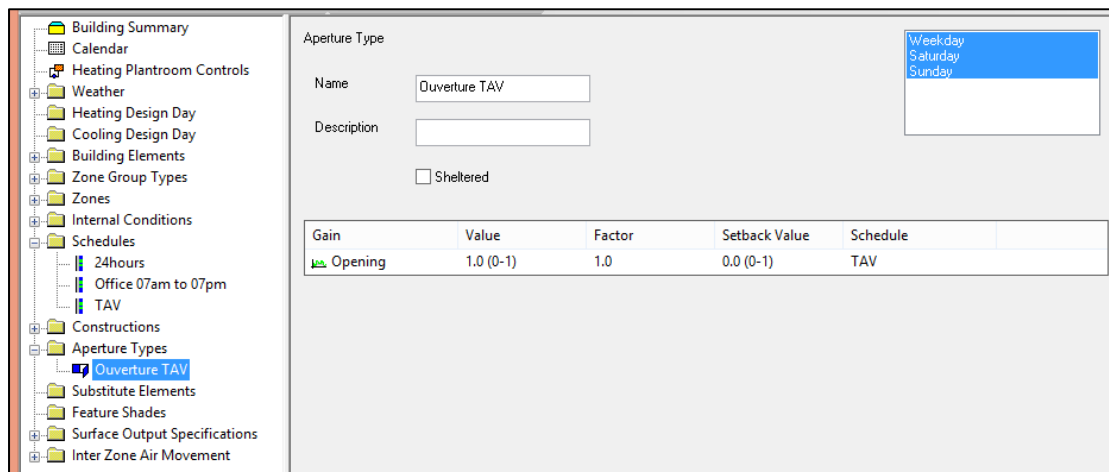 Building Summary
Calendar
Heating Plantroom Controls
Weather
Heating Design Day
Cooling Design Day
Building Elements
Zone Group Types
Zones
Internal Conditions
Schedules
24hours
Office 07am to 07pm
TAV
Constructions
Aperture Types
Ouverture TAV
Substitute Elements
Feature Shades
Surface Output Specifications
Inter Zone Air Movement
Aperture Type
Name Ouverture TAV
Description
Sheltered
Weekday
Saturday
Sunday
Gain Value Factor Setback Value Schedule
Opening 1.0 (0-1) 1.0 0.0 (0-1) TAV